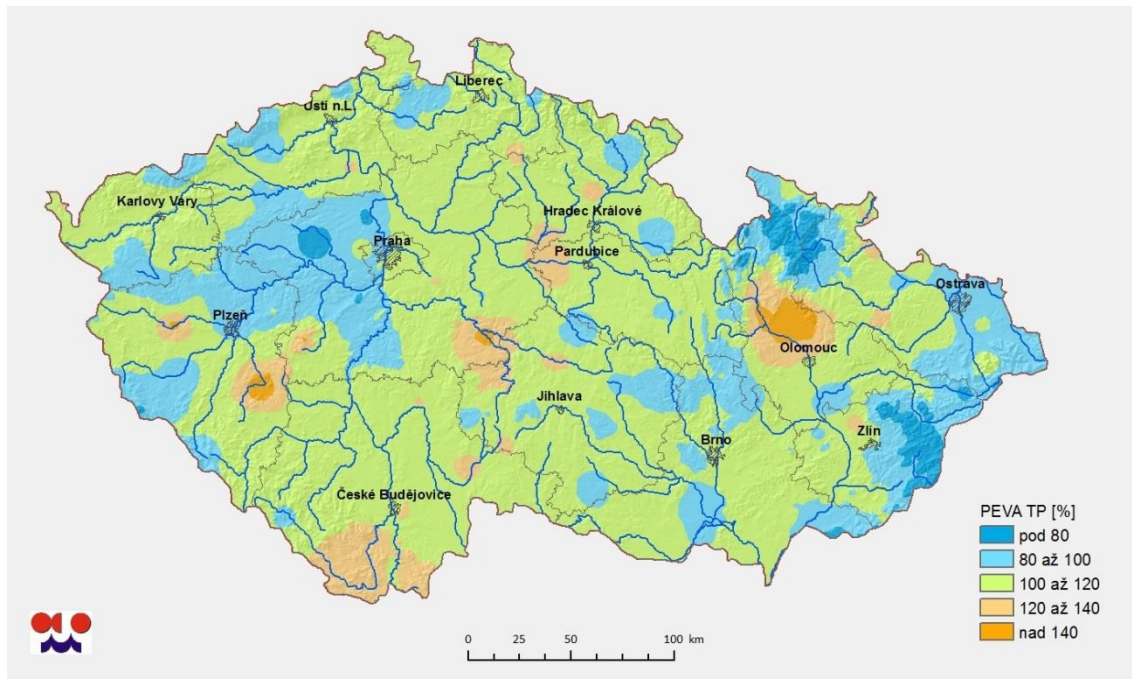 Liberec
Ústí n.L.
Karlovy Váry
Hradec Králové
Praha
Pardubice
Ostrava
Plzeň
Olomouc
Jihlava
Zlín
Brno
České Budějovice
PEVA TP [%]
pod 80
80 až 100
100 až 120
120 až 140
nad 140
0 25 50 100 km